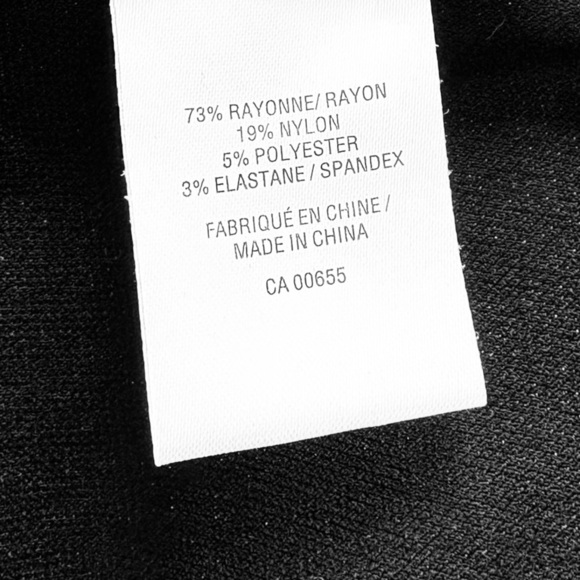 73% RAYONNE/ RAYON
19% NYLON
5% POLYESTER
3% ELASTANE / SPANDEX
FABRIQUÉ EN CHINE /
MADE IN CHINA
CA 00655